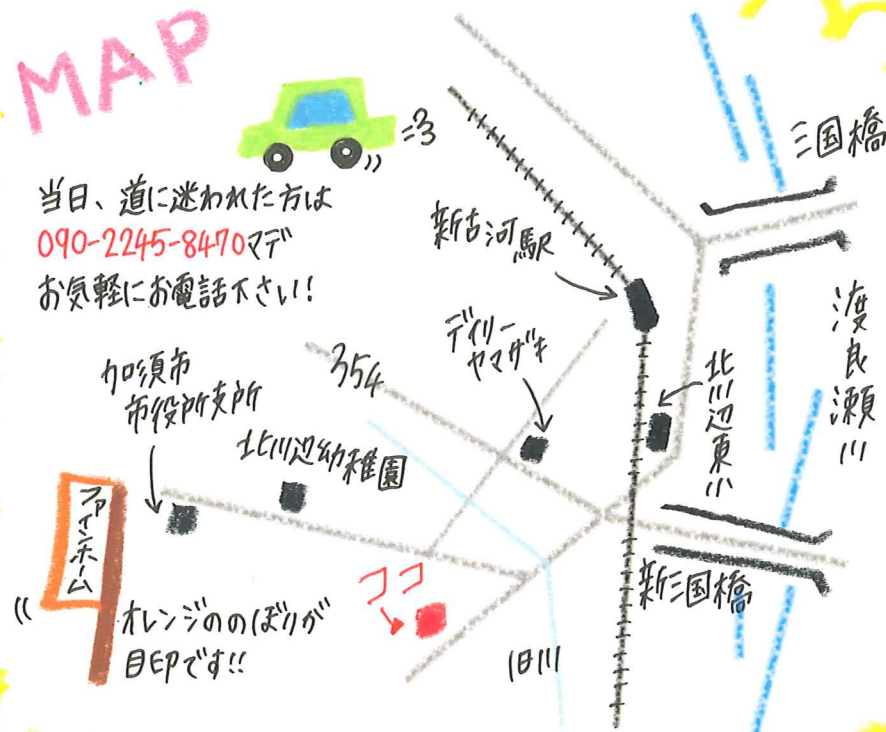 MAP
当日、道に迷われた方は
090-2245-8470マデ
お気軽にお電話下さい!
三国橋
新古河駅
渡良瀬川
デイリー
ヤマザキ
354
北川辺東小
加須市
市役所支所
北川辺幼稚園
ファインホーム
ココ
新三国橋
オレンジののぼりが
目印です!!
旧川